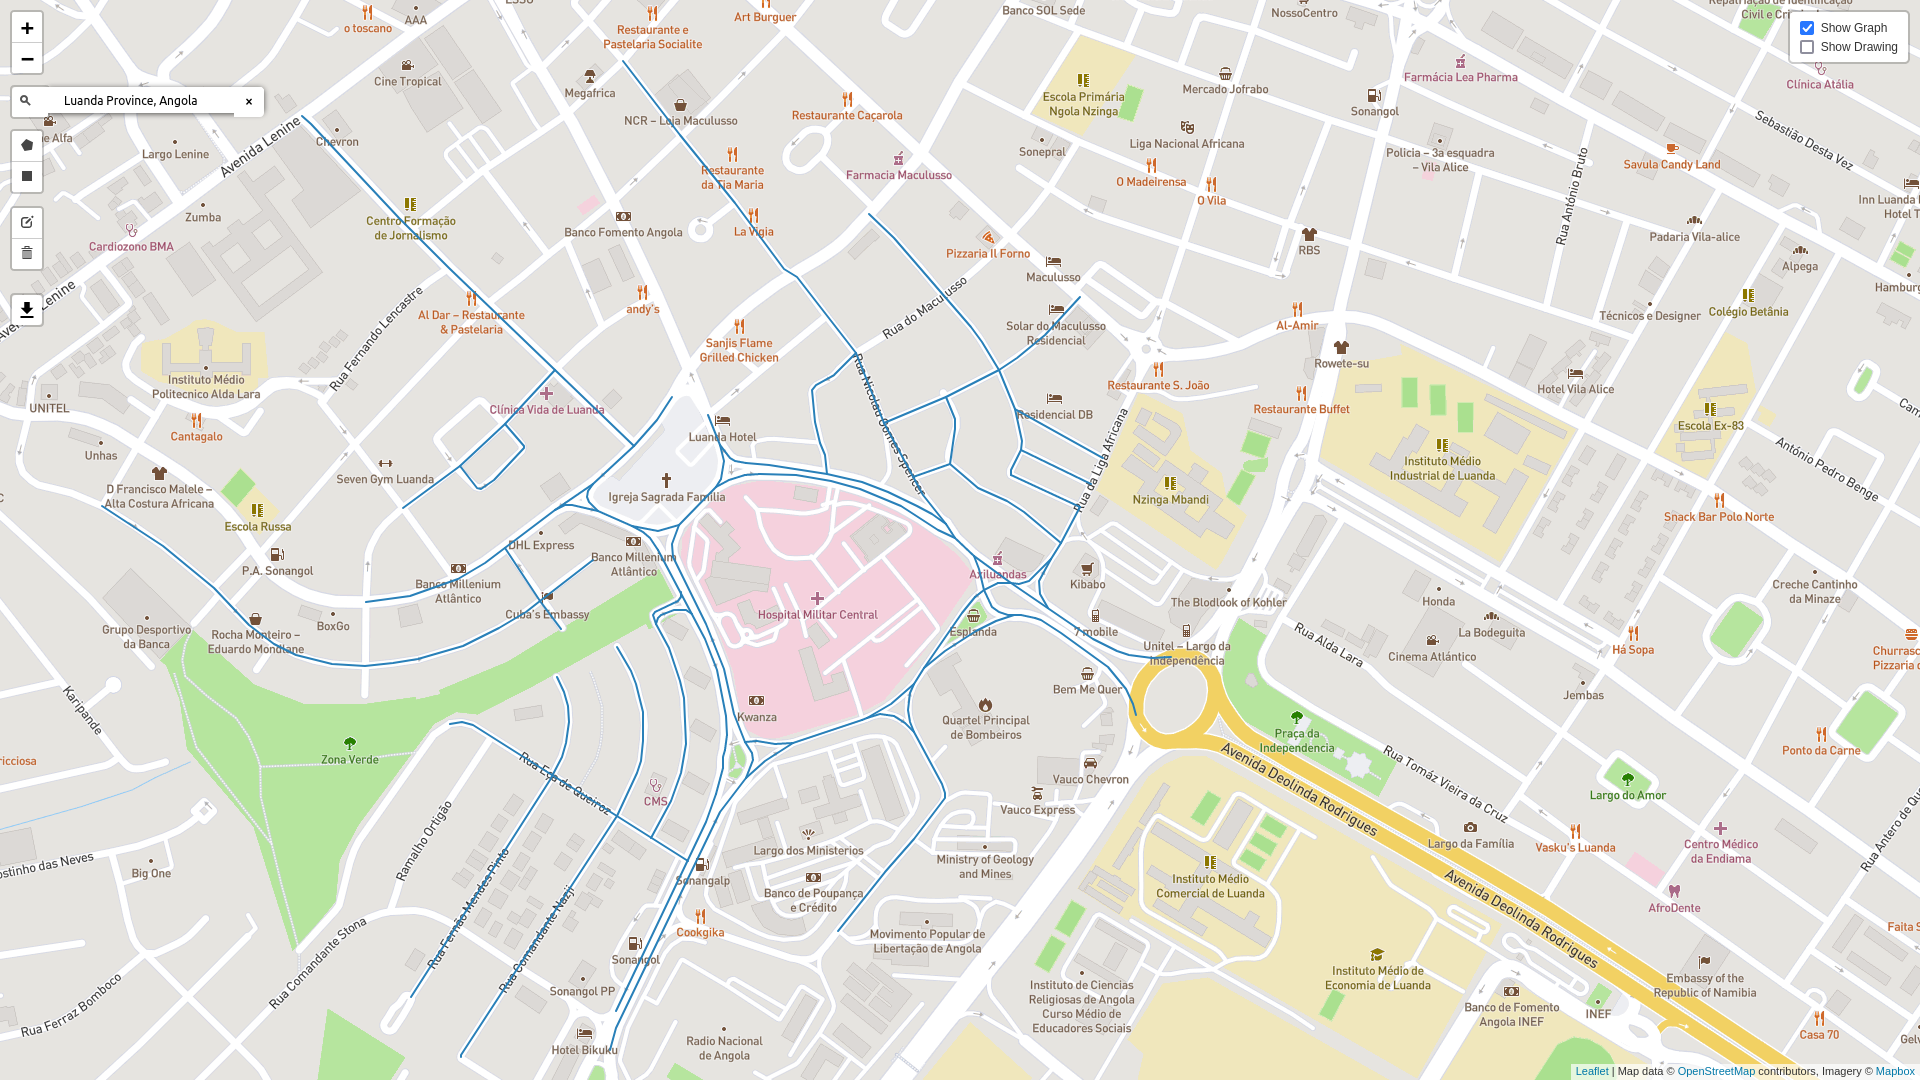 ESSO
AAA
o toscano
Art Burguer
Banco SOL Sede
NossoCentro
Repatriação de Identificação
Civil e Criminal
Show Graph
Show Drawing
+
−
Restaurante e
Pastelaria Socialite
Cine Tropical
Megafrica
Mercado Jofrabo
Farmácia Lea Pharma
Clínica Atália
Luanda Province, Angola
×
Escola Primária
Ngola Nzinga
Sonangol
NCR – Loja Maculusso
Restaurante Caçarola
Sebastião Desta Vez
Avenida Lenine
Chevron
Largo Lenine
Liga Nacional Africana
Sonepral
Policia – 3a esquadra
– Vila Alice
Savula Candy Land
Restaurante
da Tia Maria
Farmacia Maculusso
O Madeirensa
O Vila
Rua António Bruto
Inn Luanda
Hotel T
Zumba
Centro Formação
de Jornalismo
Banco Fomento Angola
La Vigia
Cardiozono BMA
Pizzaria Il Forno
RBS
Padaria Vila-alice
Alpega
Maculusso
Hamburg
Rua Fernando Lencastre
Al Dar – Restaurante
& Pastelaria
andy's
Rua do Maculusso
Solar do Maculusso
Residencial
Al-Amir
Técnicos e Designer
Colégio Betânia
Sanjis Flame
Grilled Chicken
Rowete-su
Instituto Médio
Politecnico Alda Lara
UNITEL
Clínica Vida de Luanda
Restaurante S. João
Hotel Vila Alice
Restaurante Buffet
Residencial DB
Cantagalo
Luanda Hotel
Rua Nicolau Gomes Spencer
Rua da Liga Africana
Escola Ex-83
Unhas
Seven Gym Luanda
Instituto Médio
Industrial de Luanda
António Pedro Benge
D Francisco Malele –
Alta Costura Africana
Igreja Sagrada Família
Nzinga Mbandi
Escola Russa
Snack Bar Polo Norte
DHL Express
Banco Millenium
Atlântico
P.A. Sonangol
Axiluandas
Kibabo
Banco Millenium
Atlântico
Creche Cantinho
da Minaze
Cuba's Embassy
Hospital Militar Central
The Blodlook of Kohler
Honda
Grupo Desportivo
da Banca
BoxGo
Rocha Monteiro –
Eduardo Mondlane
Esplanda
7 mobile
Unitel – Largo da
Independência
Rua Alda Lara
La Bodeguita
Cinema Atlántico
Há Sopa
Churrasc
Pizzaria
Karipande
Bem Me Quer
Jembas
Kwanza
Quartel Principal
de Bombeiros
Praça da
Independencia
Ponto da Carne
Zona Verde
Avenida Deolinda Rodrigues
Rua Tomáz Vieira da Cruz
Rua Eça de Queiroz
CMS
Vauco Chevron
Vauco Express
Largo do Amor
Ramalho Ortigão
Largo dos Ministerios
Largo da Família
Vasku's Luanda
Centro Médico
da Endiama
Rua Antero de Que
ostinho das Neves
Big One
Ministry of Geology
and Mines
Sonangalp
Banco de Poupança
e Crédito
Instituto Médio
Comercial de Luanda
Avenida Deolinda Rodrigues
AfroDente
Rua Fernão Mendes Pinto
Rua Comandante Nazji
Cookgika
Rua Comandante Stona
Movimento Popular de
Libertação de Angola
Faita S
Sonangol
Sonangol PP
Instituto Médio de
Economia de Luanda
Embassy of the
Republic of Namibia
Rua Ferraz Bomboco
Instituto de Ciencias
Religiosas de Angola
Curso Médio de
Educadores Sociais
Banco de Fomento
Angola INEF
INEF
Casa 70
Gelv
Hotel Bikuku
Radio Nacional
de Angola
Leaflet | Map data © OpenStreetMap contributors, Imagery © Mapbox